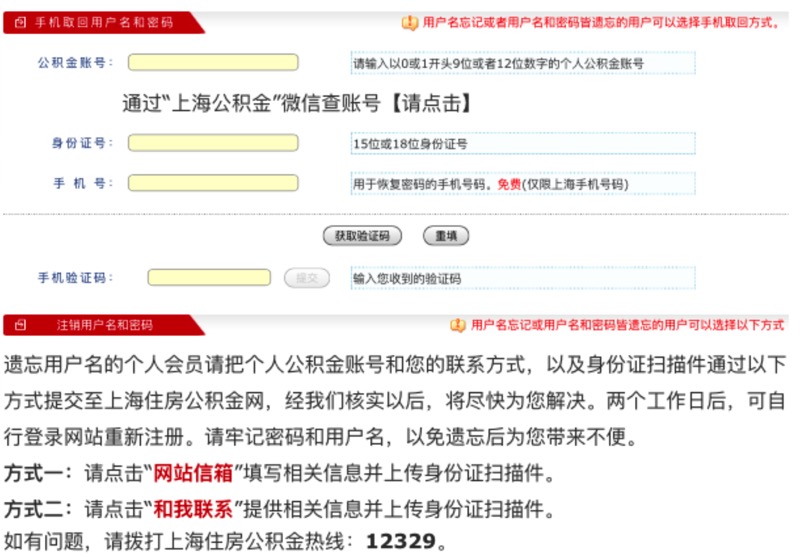 手机取回用户名和密码
用户名忘记或者用户名和密码皆遗忘的用户可以选择手机取回方式。
公积金账号：
请输入以0或1开头9位或者12位数字的个人公积金账号
通过“上海公积金”微信查账号【请点击】
身份证号：
15位或18位身份证号
手 机 号：
用于恢复密码的手机号码。免费(仅限上海手机号码)
获取验证码 重填
手机验证码：
提交
输入您收到的验证码
注销用户名和密码
用户名忘记或用户名和密码皆遗忘的用户可以选择以下方式
遗忘用户名的个人会员请把个人公积金账号和您的联系方式，以及身份证扫描件通过以下
方式提交至上海住房公积金网，经我们核实以后，将尽快为您解决。两个工作日后，可自
行登录网站重新注册。请牢记密码和用户名，以免遗忘后为您带来不便。
方式一：请点击“网站信箱”填写相关信息并上传身份证扫描件。
方式二：请点击“和我联系”提供相关信息并上传身份证扫描件。
如有问题，请拨打上海住房公积金热线：12329。